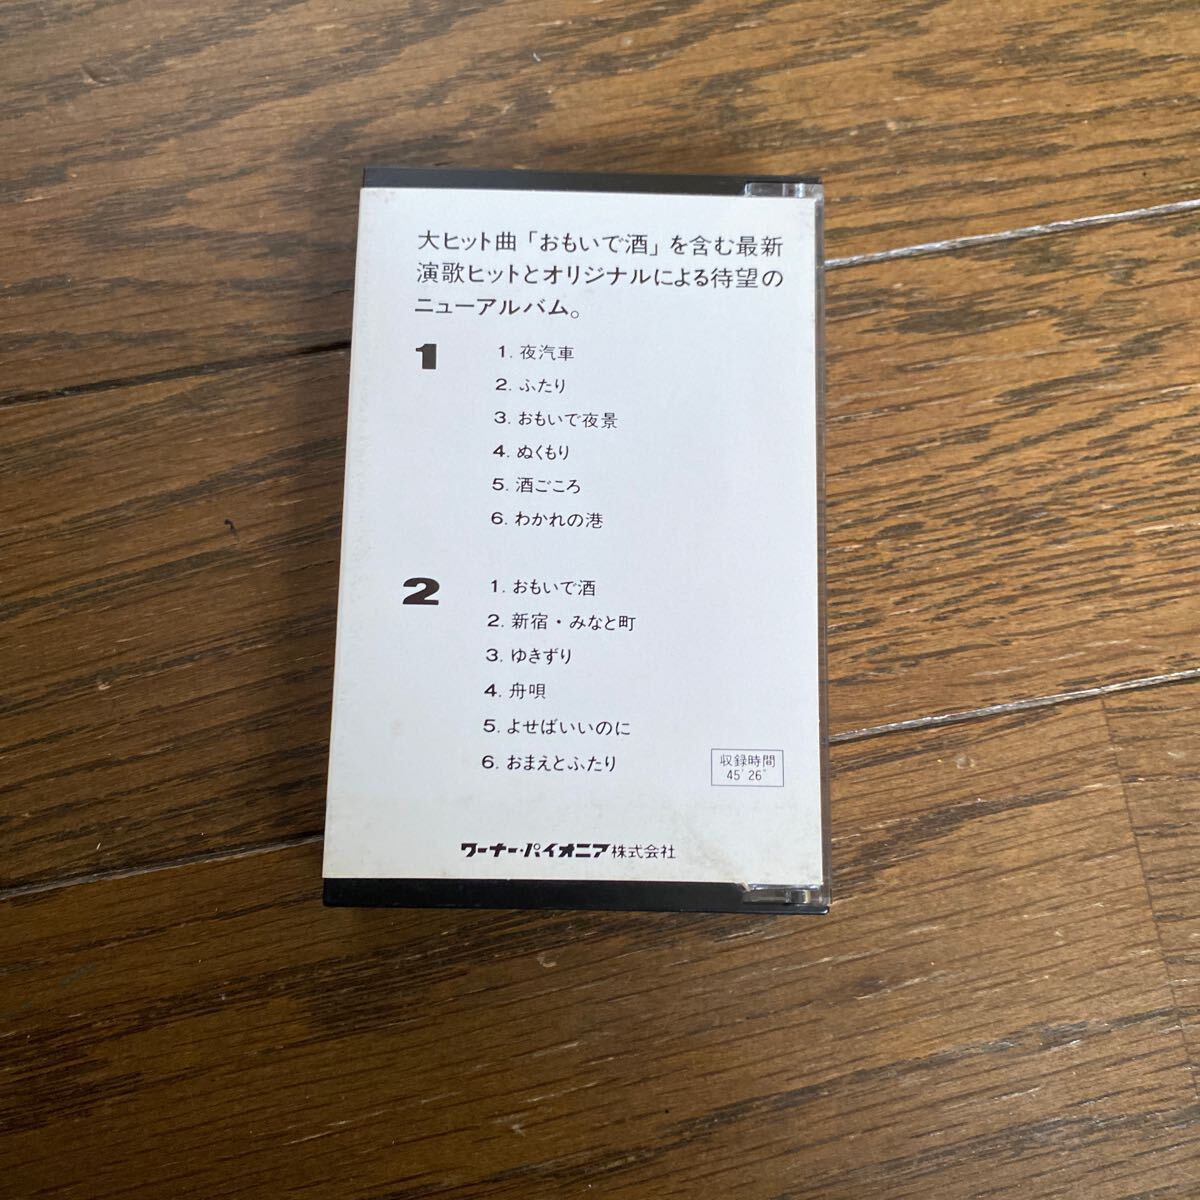 大ヒット曲「おもいで酒」を含む最新
演歌ヒットとオリジナルによる待望の
ニューアルバム。
1
1. 夜汽車
2. ふたり
3. おもいで夜景
4. ぬくもり
5. 酒ごころ
6. わかれの港
2
1. おもいで酒
2. 新宿・みなと町
3. ゆきずり
4. 舟唄
5. よせばいいのに
6. おまえとふたり
収録時間
45' 26"
ワーナー・パイオニア株式会社